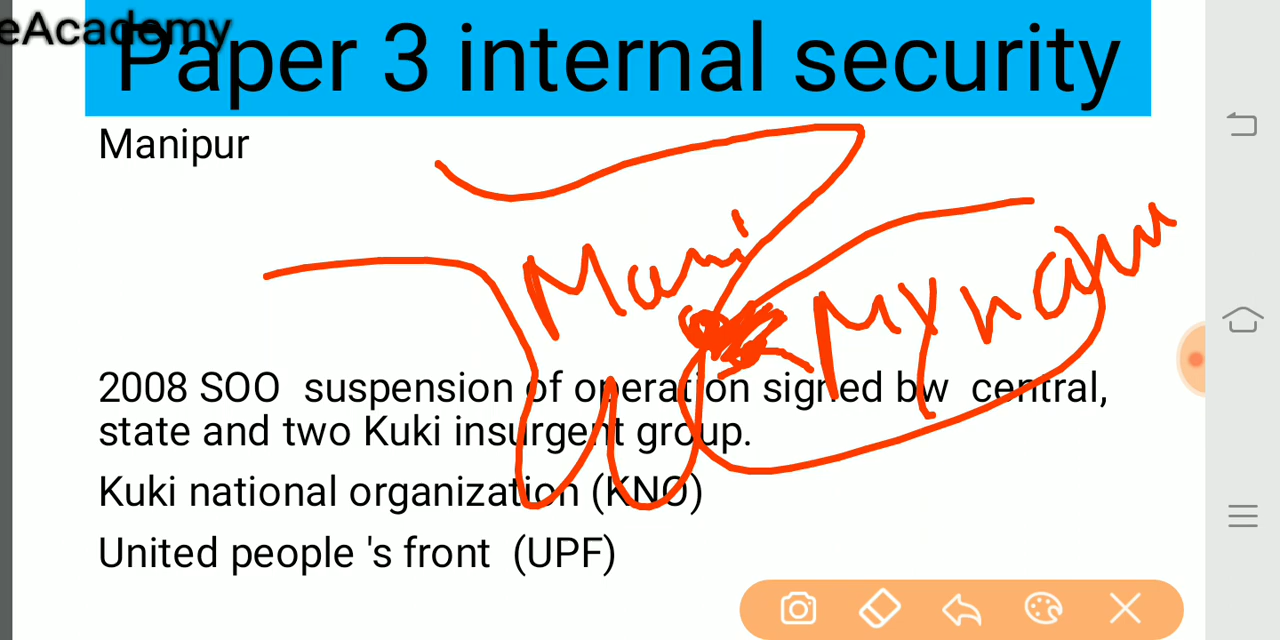 eAcademy
Paper 3 internal security
Manipur
Mani
Mynam
2008 SOO suspension of operation signed bw central,
state and two Kuki insurgent group.
Kuki national organization (KNO)
United people 's front (UPF)